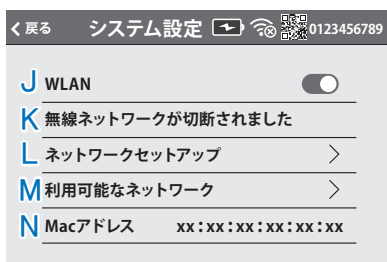 戻る システム設定 0123456789
J WLAN
K 無線ネットワークが切断されました
L ネットワークセットアップ
M 利用可能なネットワーク
N Macアドレス xx:xx:xx:xx:xx:xx